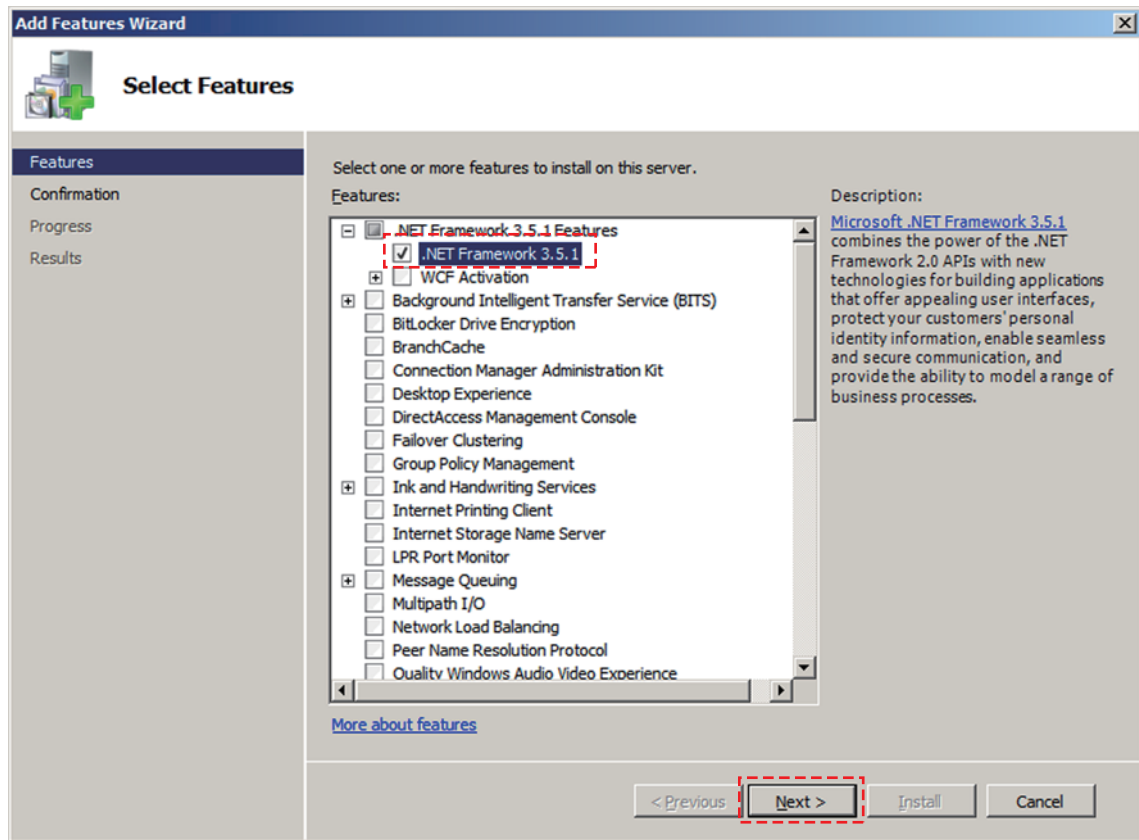 Add Features Wizard
Select Features
Features
Confirmation
Progress
Results
Select one or more features to install on this server.
Features:
.NET Framework 3.5.1 Features
.NET Framework 3.5.1
WCF Activation
Background Intelligent Transfer Service (BITS)
BitLocker Drive Encryption
BranchCache
Connection Manager Administration Kit
Desktop Experience
DirectAccess Management Console
Failover Clustering
Group Policy Management
Ink and Handwriting Services
Internet Printing Client
Internet Storage Name Server
LPR Port Monitor
Message Queuing
Multipath I/O
Network Load Balancing
Peer Name Resolution Protocol
Quality Windows Audio Video Experience
More about features
Description:
Microsoft .NET Framework 3.5.1
combines the power of the .NET
Framework 2.0 APIs with new
technologies for building applications
that offer appealing user interfaces,
protect your customers' personal
identity information, enable seamless
and secure communication, and
provide the ability to model a range of
business processes.
< Previous
Next >
Install
Cancel